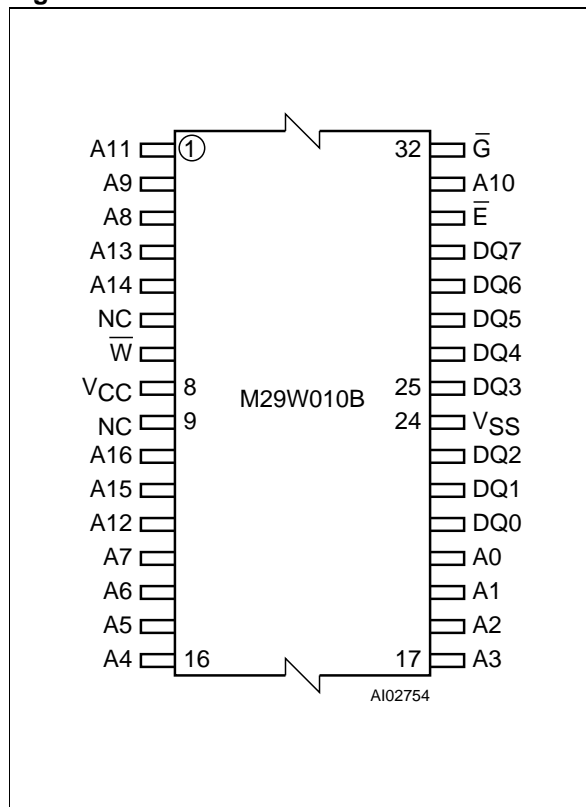 A11 1 32 G̅
A9 A10
A8 E̅
A13 DQ7
A14 DQ6
NC DQ5
W̅ DQ4
VCC 8 25 DQ3
M29W010B
NC 9 24 VSS
A16 DQ2
A15 DQ1
A12 DQ0
A7 A0
A6 A1
A5 A2
A4 16 17 A3
AI02754